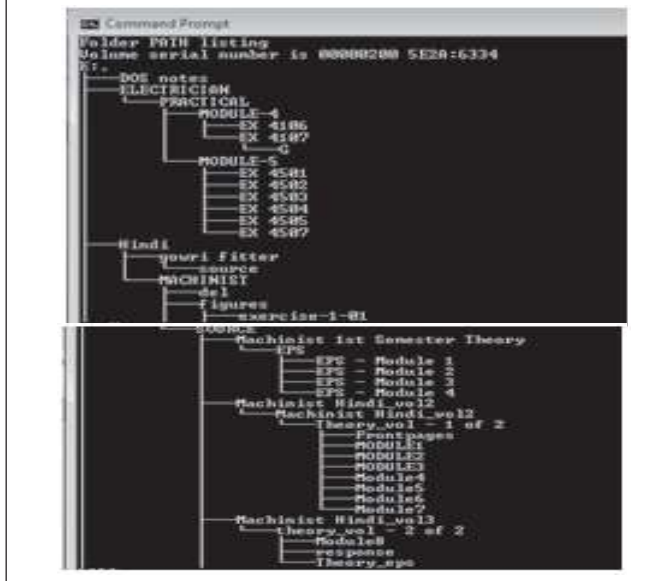 Command Prompt
Folder PATH listing
Volume serial number is 00000200 5E2A:6334
E:.
DOS notes
ELECTRICIAN
PRACTICAL
MODULE-4
EX 4106
EX 4107
G
MODULE-5
EX 4501
EX 4502
EX 4503
EX 4504
EX 4505
EX 4507
Hindi
gowri fitter
source
MACHINIST
del
figures
exercise-1-01
SOURCE
Machinist 1st Semester Theory
EPS
EPS - Module 1
EPS - Module 2
EPS - Module 3
EPS - Module 4
Machinist Hindi_vol2
Machinist Hindi_vol2
Theory_vol - 1 of 2
Frontpages
MODULE1
MODULE2
MODULE3
Module4
Module5
Module6
Module7
Machinist Hindi_vol3
theory_vol - 2 of 2
Module8
response
Theory_eps